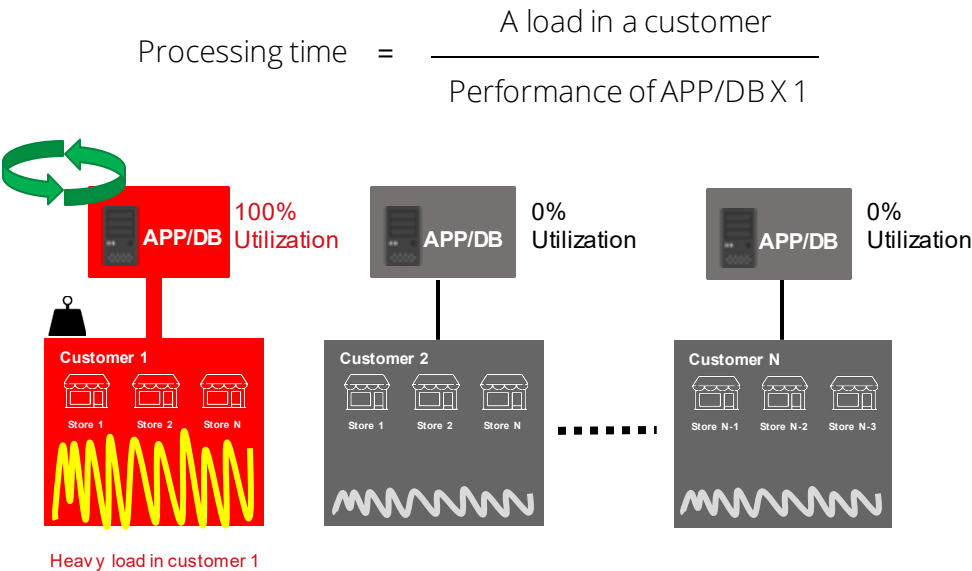 A load in a customer
Processing time =
Performance of APP/DB X 1
APP/DB
100%
Utilization
APP/DB
0%
Utilization
APP/DB
0%
Utilization
Customer 1
Store 1 Store 2 Store N
Customer 2
Store 1 Store 2 Store N
Customer N
Store N-1 Store N-2 Store N-3
Heavy load in customer 1